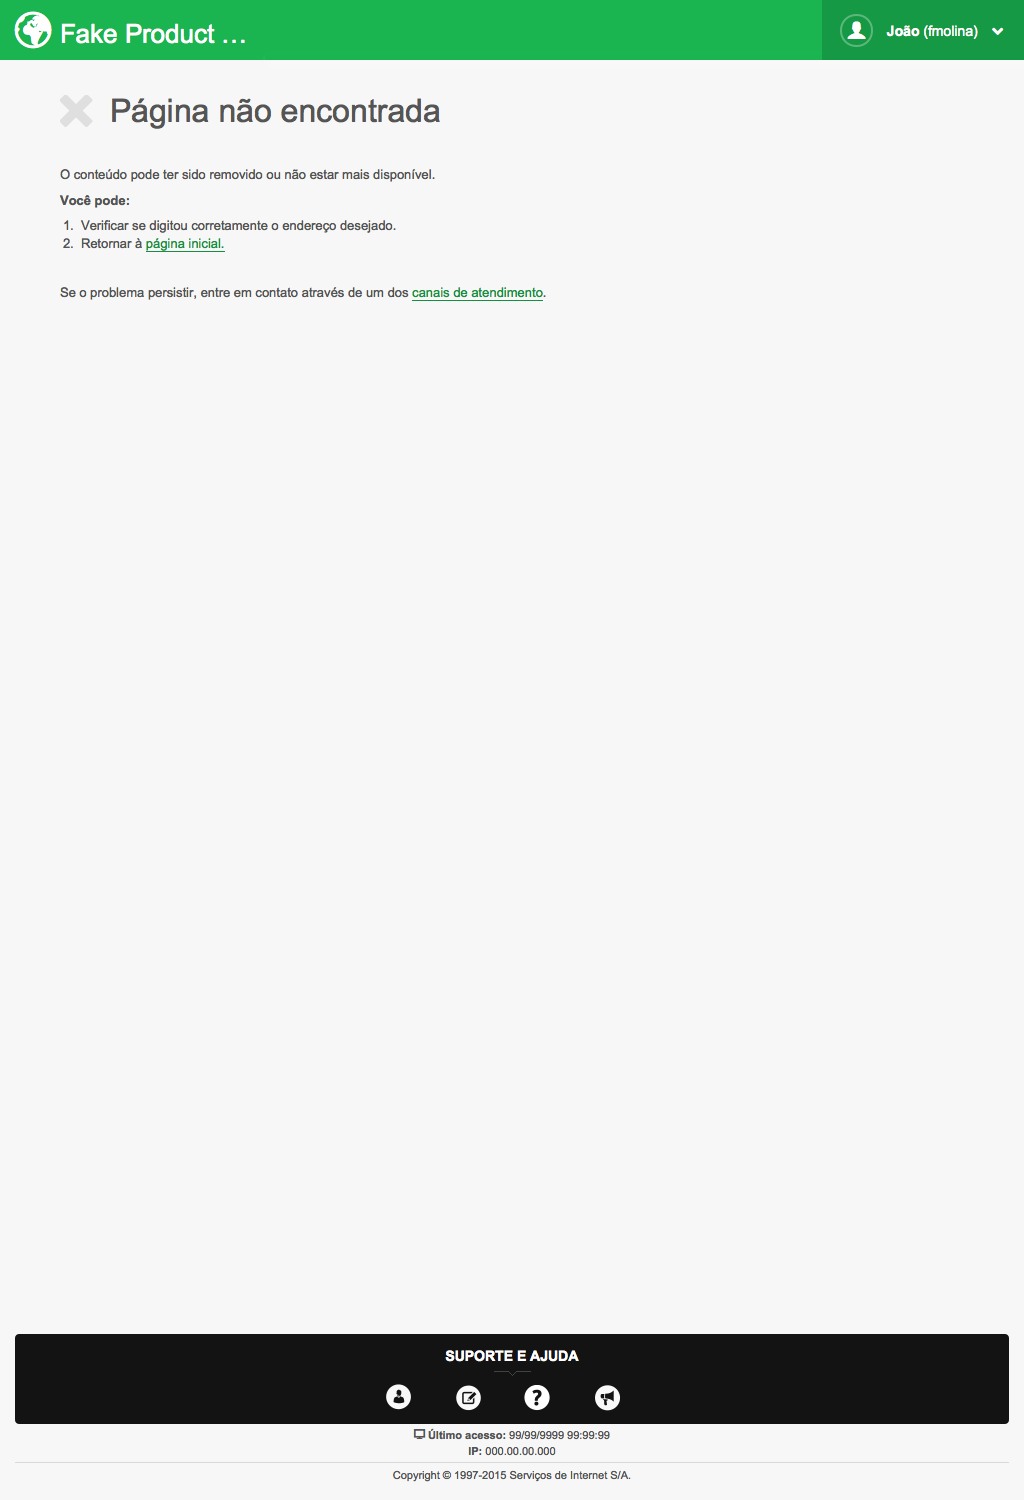 Fake Product ...
João (fmolina)
Página não encontrada
O conteúdo pode ter sido removido ou não estar mais disponível.
Você pode:
1. Verificar se digitou corretamente o endereço desejado.
2. Retornar à página inicial.
Se o problema persistir, entre em contato através de um dos canais de atendimento.
SUPORTE E AJUDA
Último acesso: 99/99/9999 99:99:99
IP: 000.00.00.000
Copyright © 1997-2015 Serviços de Internet S/A.